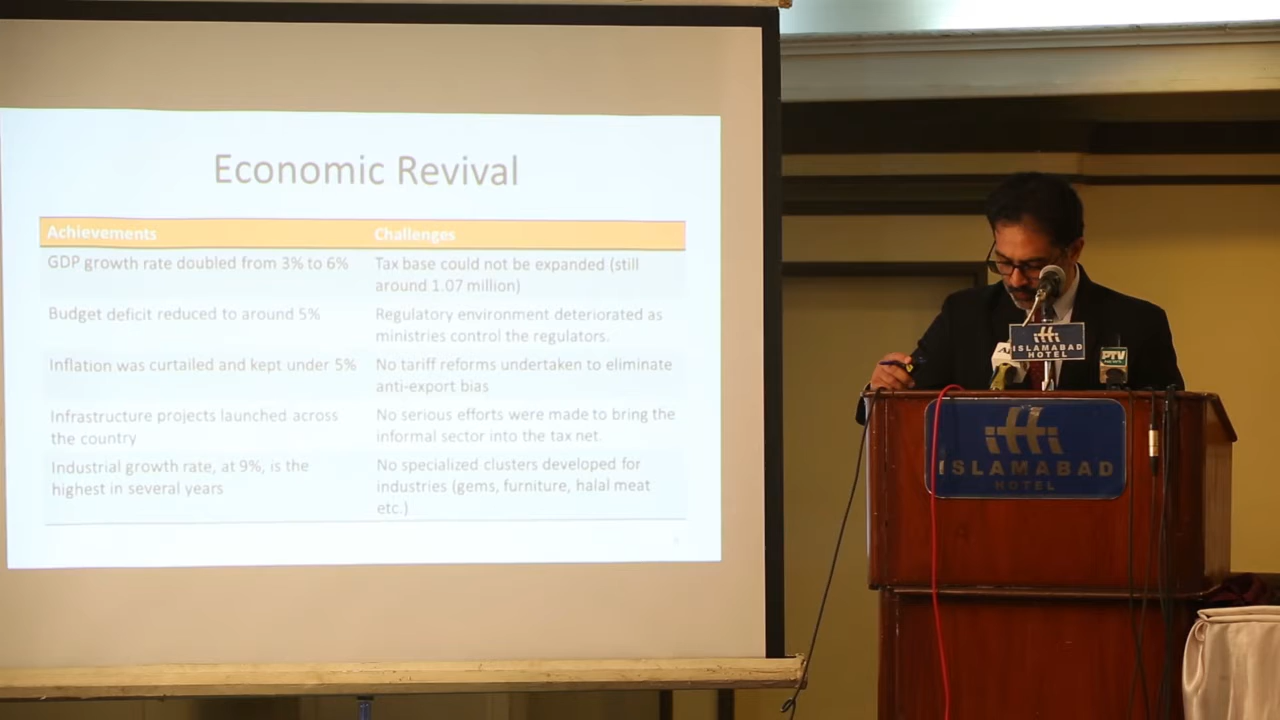 Economic Revival
Achievements
Challenges
GDP growth rate doubled from 3% to 6%
Tax base could not be expanded (still
around 1.07 million)
Budget deficit reduced to around 5%
Regulatory environment deteriorated as
ministries control the regulators.
Inflation was curtailed and kept under 5%
No tariff reforms undertaken to eliminate
anti-export bias
Infrastructure projects launched across
the country
No serious efforts were made to bring the
informal sector into the tax net.
Industrial growth rate, at 9%, is the
highest in several years
No specialized clusters developed for
industries (gems, furniture, halal meat
etc.)
ISLAMABAD
HOTEL
PTV
ISLAMABAD
HOTEL